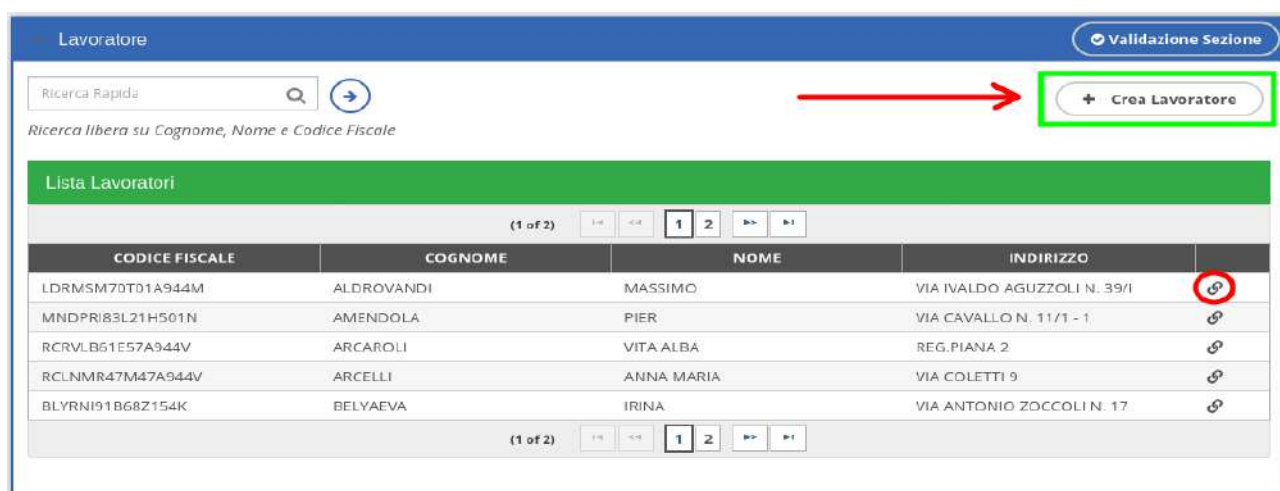 Lavoratore
Validazione Sezione
Ricerca Rapida
+ Crea Lavoratore
Ricerca libera su Cognome, Nome e Codice Fiscale
Lista Lavoratori
(1 of 2) 1 2
CODICE FISCALE COGNOME NOME INDIRIZZO
LDRMSM70T01A944M ALDROVANDI MASSIMO VIA IVALDO AGUZZOLI N. 39/I
MNDPRI83L21H501N AMENDOLA PIER VIA CAVALLO N. 11/1 - 1
RCRVLB61E57A944V ARCAROLI VITA ALBA REG.PIANA 2
RCLNMR47M47A944V ARCELLI ANNA MARIA VIA COLETTI 9
BLYRNI91B68Z154K BELYAEVA IRINA VIA ANTONIO ZOCCOLI N. 17
(1 of 2) 1 2